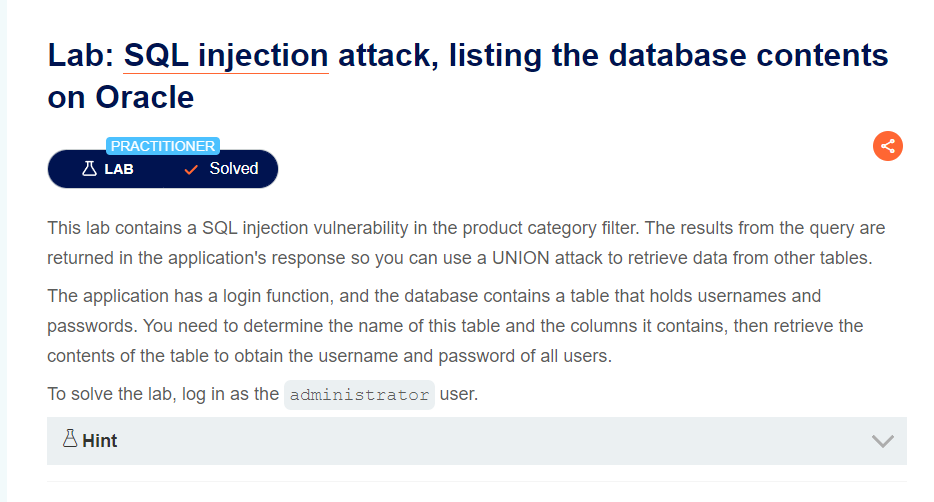 Lab: SQL injection attack, listing the database contents
on Oracle
PRACTITIONER
LAB Solved
This lab contains a SQL injection vulnerability in the product category filter. The results from the query are
returned in the application's response so you can use a UNION attack to retrieve data from other tables.
The application has a login function, and the database contains a table that holds usernames and
passwords. You need to determine the name of this table and the columns it contains, then retrieve the
contents of the table to obtain the username and password of all users.
To solve the lab, log in as the administrator user.
Hint